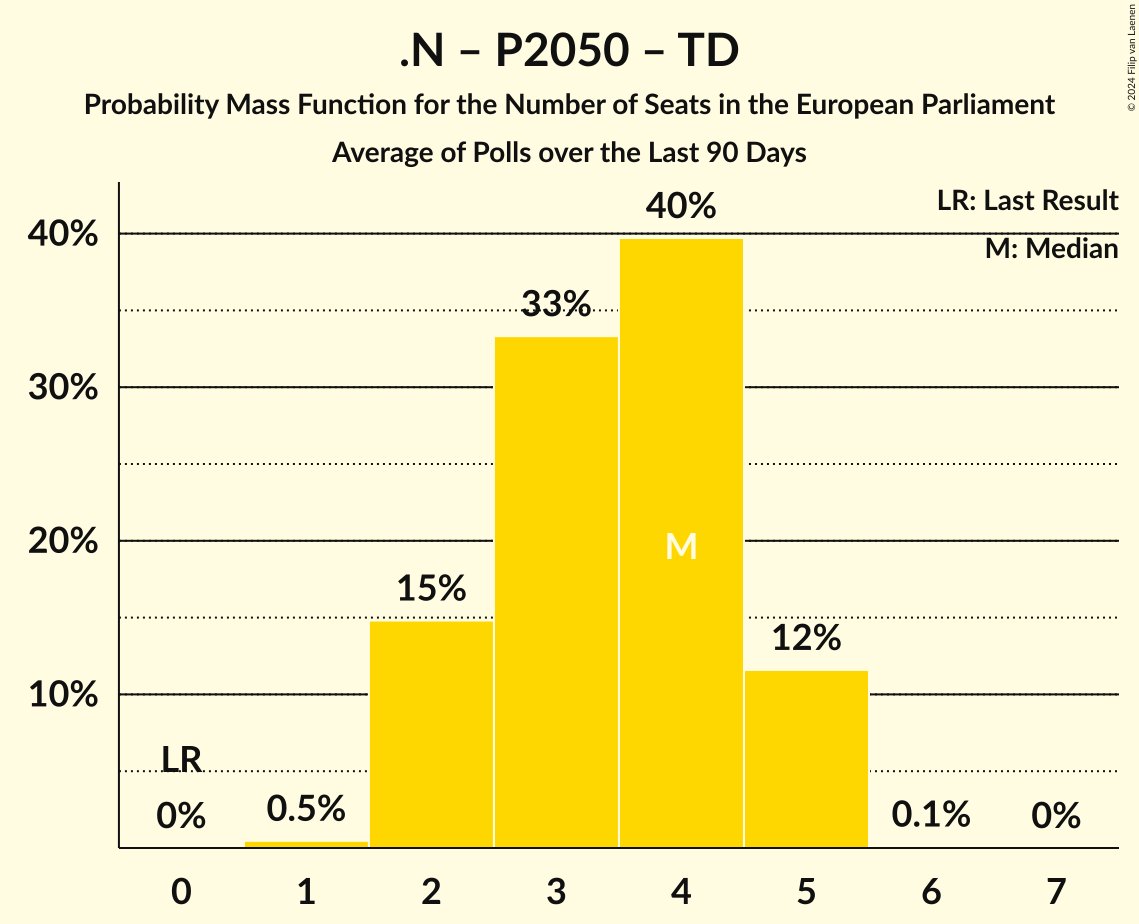 .N – P2050 – TD
Probability Mass Function for the Number of Seats in the European Parliament
Average of Polls over the Last 90 Days
© 2024 Filip van Laenen
LR: Last Result
M: Median
40%
30%
20%
10%
LR
0%
0.5%
15%
33%
40%
M
12%
0.1%
0%
0 1 2 3 4 5 6 7